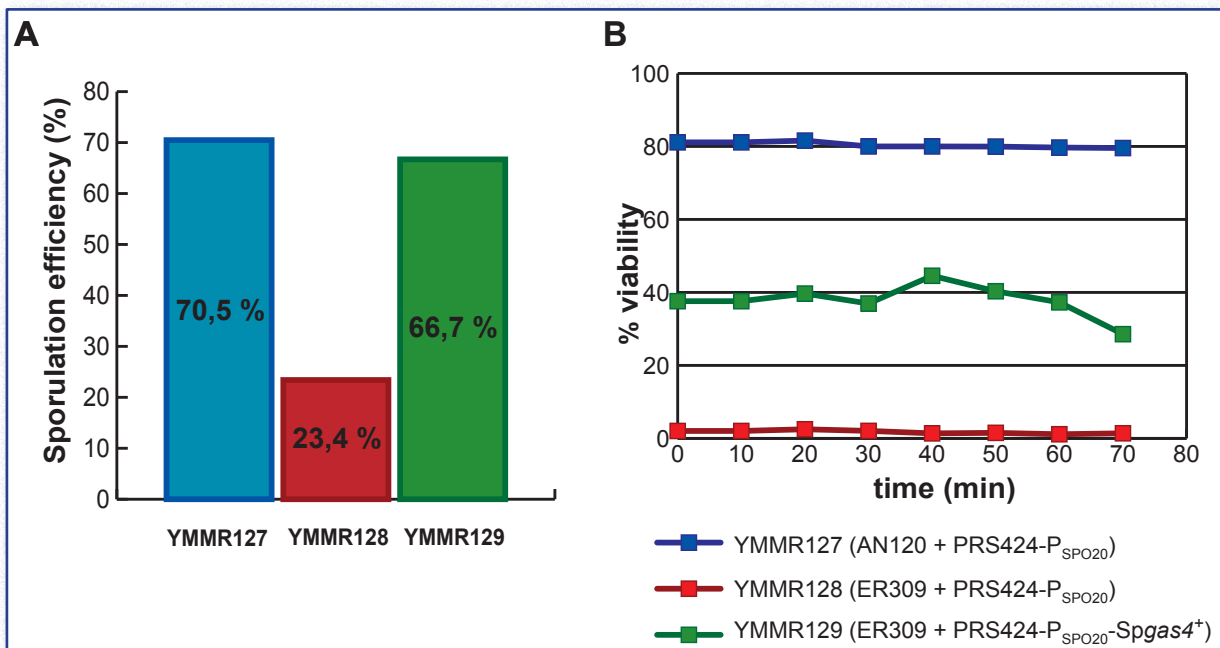 A
Sporulation efficiency (%)
80
70
60
50
40
30
20
10
0
70,5 %
23,4 %
66,7 %
YMMR127
YMMR128
YMMR129
B
% viability
100
80
60
40
20
0
0 10 20 30 40 50 60 70 80
time (min)
YMMR127 (AN120 + PRS424-PSPO20)
YMMR128 (ER309 + PRS424-PSPO20)
YMMR129 (ER309 + PRS424-PSPO20-Spgas4+)